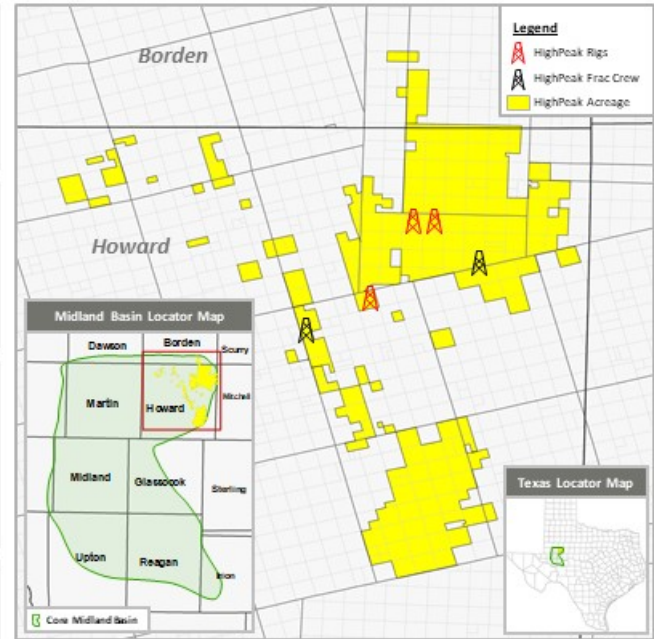 Borden
Legend
HighPeak Rigs
HighPeak Frac Crew
HighPeak Acreage
Howard
Midland Basin Locator Map
Dawson Borden Scurry
Martin Howard Mitchell
Midland Glasscock Sterling
Upton Reagan Irion
Core Midland Basin
Texas Locator Map